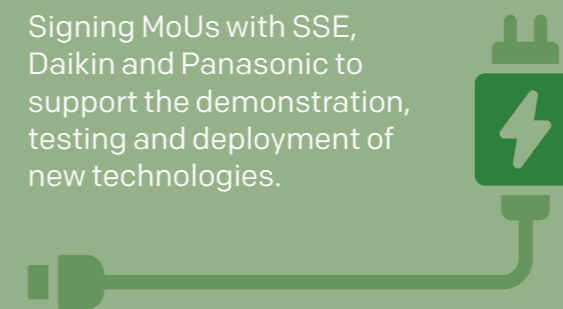 Signing MoUs with SSE,
Daikin and Panasonic to
support the demonstration,
testing and deployment of
new technologies.